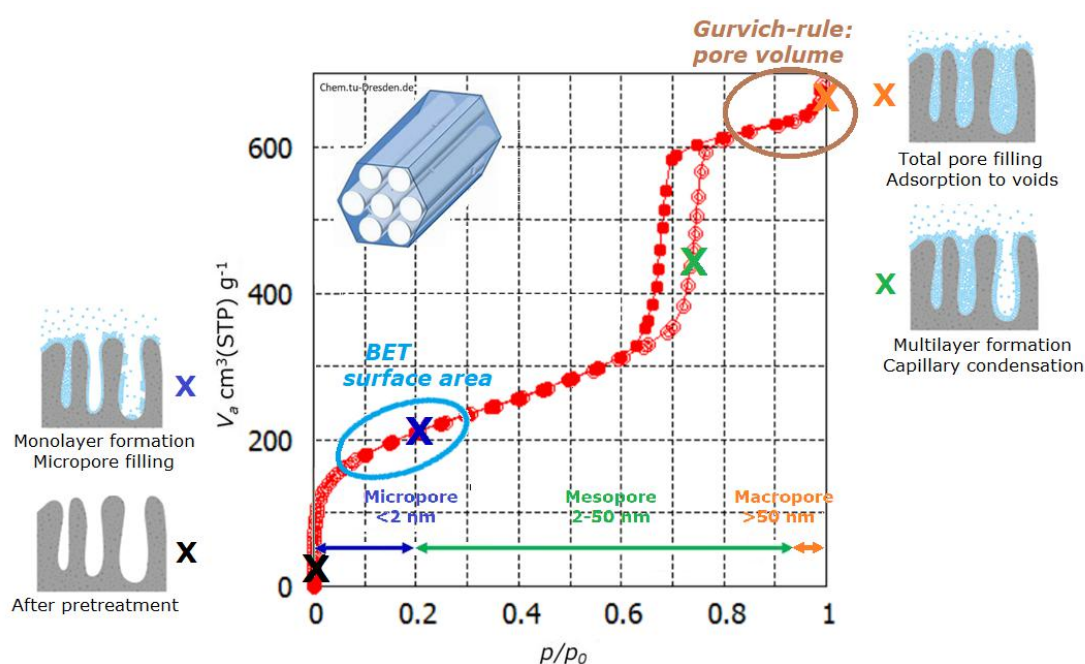 Gurvich-rule:
pore volume
Chem.tu-Dresden.de
X
Total pore filling
Adsorption to voids
X
Multilayer formation
Capillary condensation
X
Monolayer formation
Micropore filling
X
After pretreatment
BET
surface area
X
X
X
X
Micropore
<2 nm
Mesopore
2-50 nm
Macropore
>50 nm
600
400
200
0
Va cm³(STP) g⁻¹
0
0.2
0.4
0.6
0.8
1
p/p₀